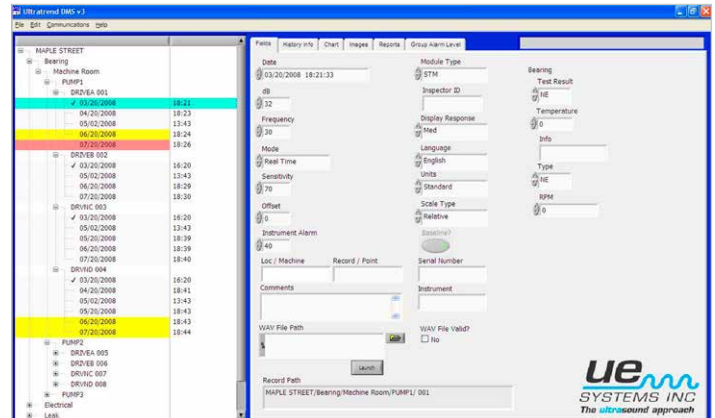 Ultratrend DMS v3
File Edit Communications Help
MAPLE STREET
Bearing
Machine Room
PUMP1
DRIVEA 001
✓ 03/20/2008 18:21
04/20/2008 18:23
05/02/2008 13:43
06/20/2008 18:24
07/20/2008 18:26
DRIVEB 002
✓ 03/20/2008 16:20
05/02/2008 13:43
06/20/2008 18:29
07/20/2008 18:30
DRVNC 003
✓ 03/20/2008 16:20
05/02/2008 13:43
05/20/2008 18:39
06/20/2008 18:39
07/20/2008 18:40
DRVND 004
✓ 03/20/2008 16:20
04/20/2008 18:41
05/02/2008 13:43
05/20/2008 18:43
06/20/2008 18:43
07/20/2008 18:44
PUMP2
DRIVEA 005
DRIVEB 006
DRVNC 007
DRVND 008
PUMP3
Electrical
Leak
Fields History info Chart Images Reports Group Alarm Level
Date
03/20/2008 18:21:33
dB
32
Frequency
30
Mode
Real Time
Sensitivity
70
Offset
0
Instrument Alarm
40
Loc / Machine Record / Point
Comments
WAV File Path
Launch
Record Path
MAPLE STREET/Bearing/Machine Room/PUMP1/ 001
Module Type
STM
Inspector ID
Display Response
Med
Language
English
Units
Standard
Scale Type
Relative
Baseline?
Serial Number
Instrument
WAV File Valid?
No
Bearing
Test Result
NE
Temperature
0
Info
Type
NE
RPM
0
ue
SYSTEMS INC
The ultrasound approach